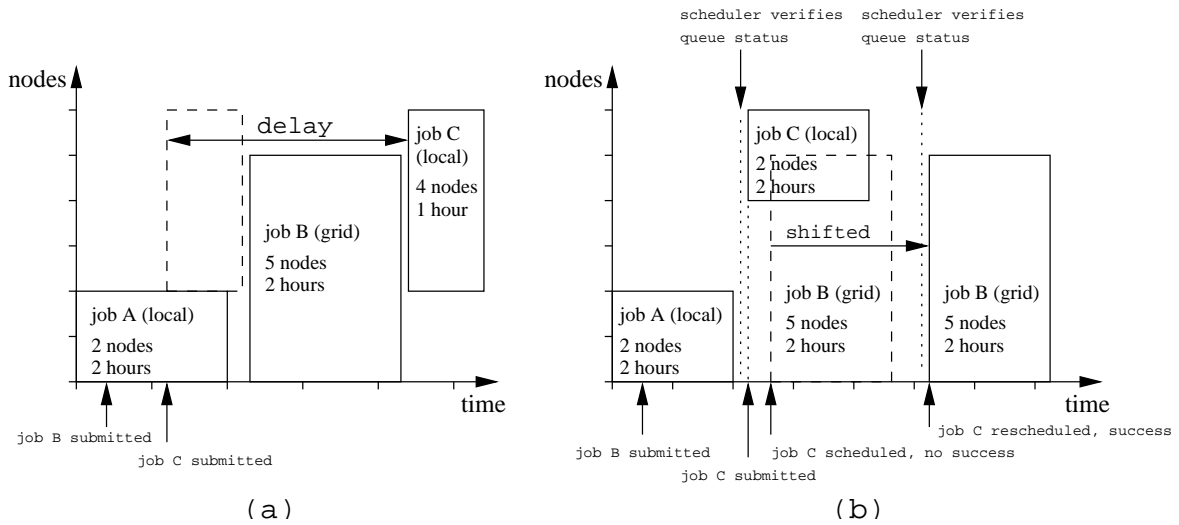 nodes
delay
job C
(local)
4 nodes
1 hour
job B (grid)
5 nodes
2 hours
job A (local)
2 nodes
2 hours
time
job B submitted
job C submitted
(a)
scheduler verifies
queue status
scheduler verifies
queue status
nodes
job C (local)
2 nodes
2 hours
shifted
job A (local)
2 nodes
2 hours
job B (grid)
5 nodes
2 hours
job B (grid)
5 nodes
2 hours
time
job C rescheduled, success
job B submitted
job C scheduled, no success
job C submitted
(b)